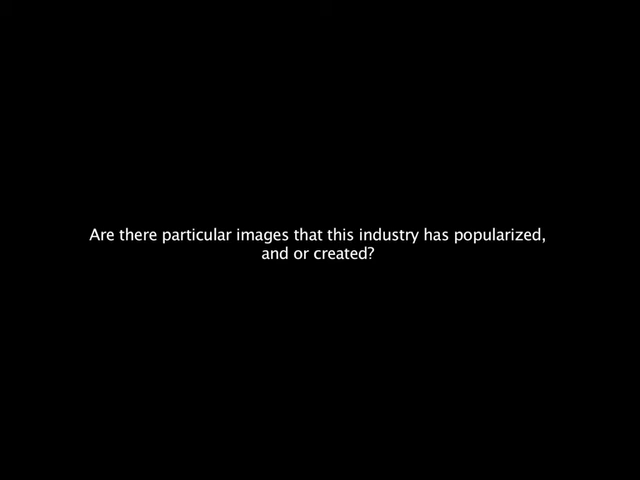 Are there particular images that this industry has popularized,
and or created?